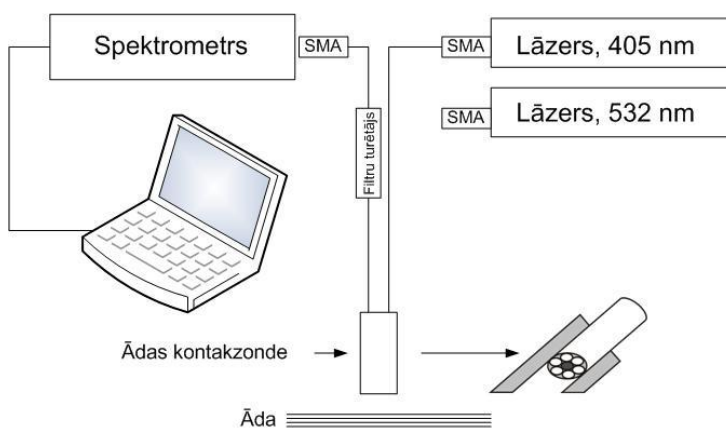 Spektrometrs
SMA
SMA
Lāzers, 405 nm
SMA
Lāzers, 532 nm
Filtru turētājs
Ādas kontakzonde
Āda